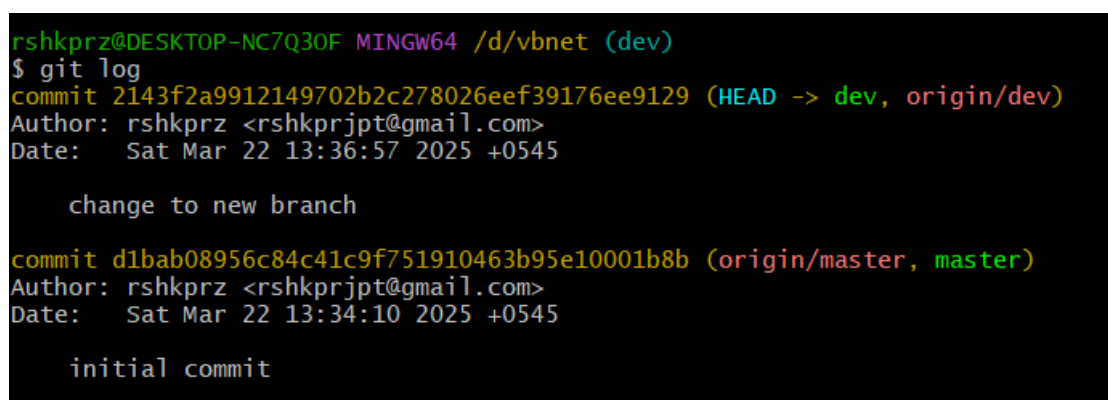 rshkprz@DESKTOP-NC7Q3OF MINGW64 /d/vbnet (dev)
$ git log
commit 2143f2a9912149702b2c278026eef39176ee9129 (HEAD -> dev, origin/dev)
Author: rshkprz <rshkprjpt@gmail.com>
Date:   Sat Mar 22 13:36:57 2025 +0545
    change to new branch
commit d1bab08956c84c41c9f751910463b95e10001b8b (origin/master, master)
Author: rshkprz <rshkprjpt@gmail.com>
Date:   Sat Mar 22 13:34:10 2025 +0545
    initial commit